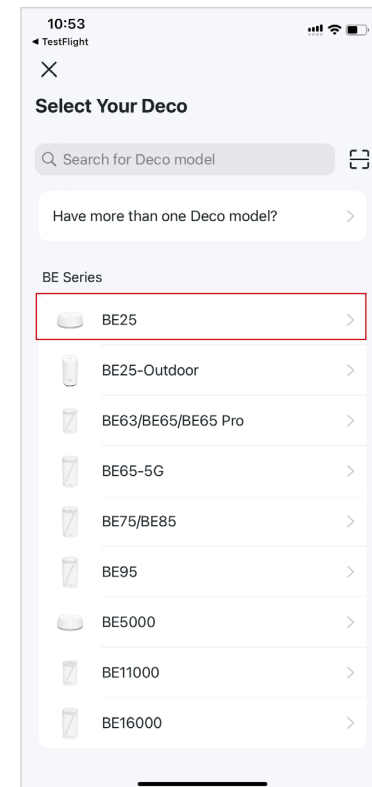 10:53
◀ TestFlight
Select Your Deco
Search for Deco model
Have more than one Deco model?
BE Series
BE25
BE25-Outdoor
BE63/BE65/BE65 Pro
BE65-5G
BE75/BE85
BE95
BE5000
BE11000
BE16000